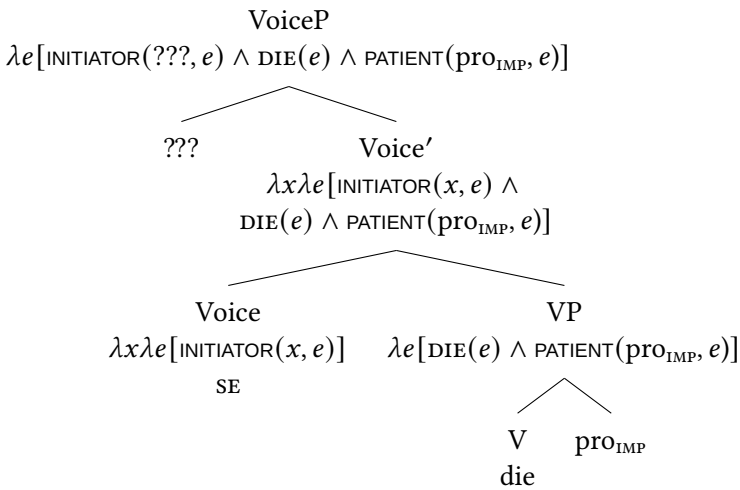 VoiceP
λe[INITIATOR(???, e) ∧ DIE(e) ∧ PATIENT(pro_IMP, e)]
??? Voice′
λxλe[INITIATOR(x, e) ∧
DIE(e) ∧ PATIENT(pro_IMP, e)]
Voice VP
λxλe[INITIATOR(x, e)] λe[DIE(e) ∧ PATIENT(pro_IMP, e)]
SE
V pro_IMP
die